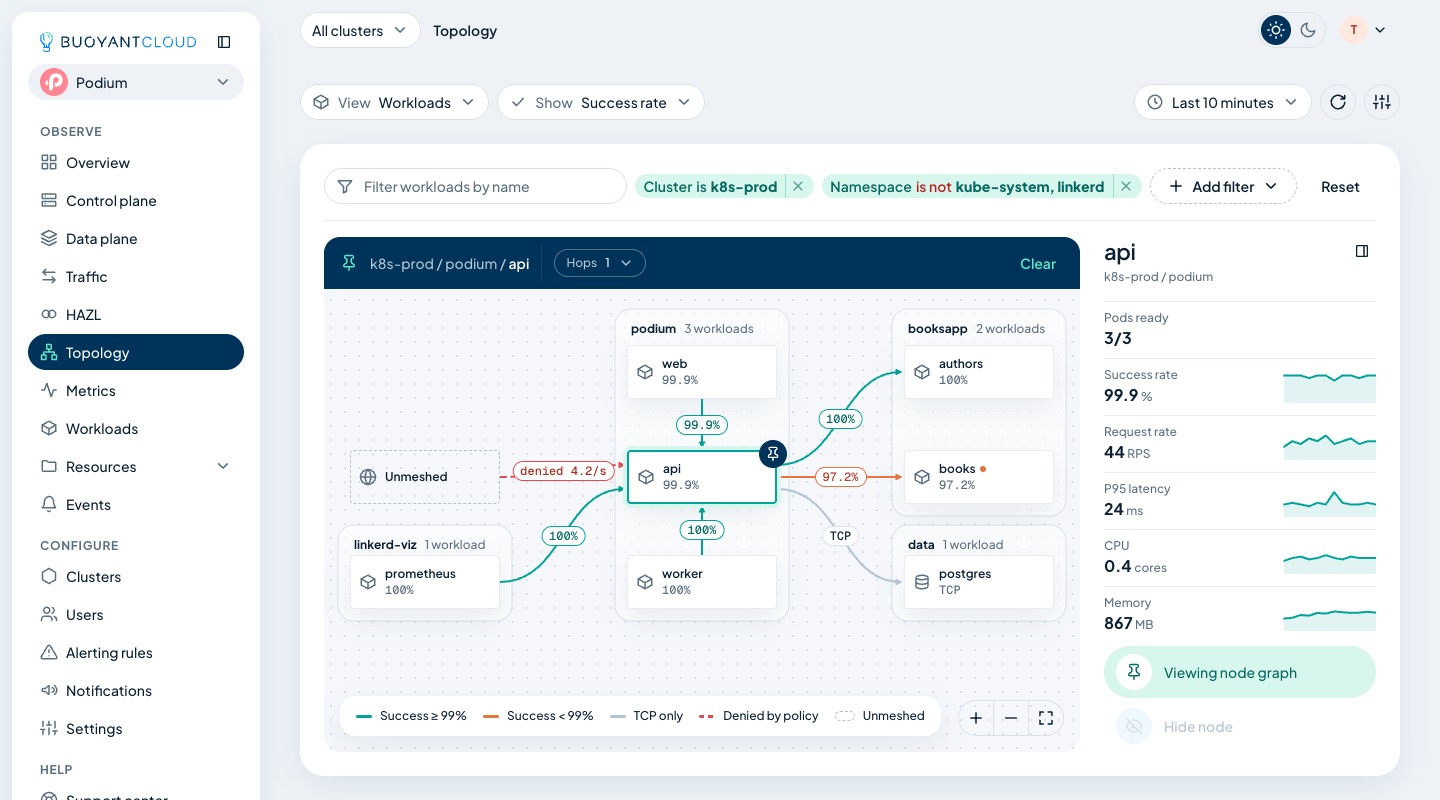 BUOYANTCLOUD
Podium
OBSERVE
Overview
Control plane
Data plane
Traffic
HAZL
Topology
Metrics
Workloads
Resources
Events
CONFIGURE
Clusters
Users
Alerting rules
Notifications
Settings
HELP
Support center
All clusters
Topology
T
View Workloads
Show Success rate
Last 10 minutes
Filter workloads by name
Cluster is k8s-prod
Namespace is not kube-system, linkerd
Add filter
Reset
k8s-prod / podium / api
Hops 1
Clear
podium 3 workloads
web
99.9%
99.9%
api
99.9%
100%
worker
100%
Unmeshed
denied 4.2/s
linkerd-viz 1 workload
prometheus
100%
100%
booksapp 2 workloads
authors
100%
100%
books
97.2%
97.2%
TCP
data 1 workload
postgres
TCP
Success ≥ 99%
Success < 99%
TCP only
Denied by policy
Unmeshed
api
k8s-prod / podium
Pods ready
3/3
Success rate
99.9 %
Request rate
44 RPS
P95 latency
24 ms
CPU
0.4 cores
Memory
867 MB
Viewing node graph
Hide node